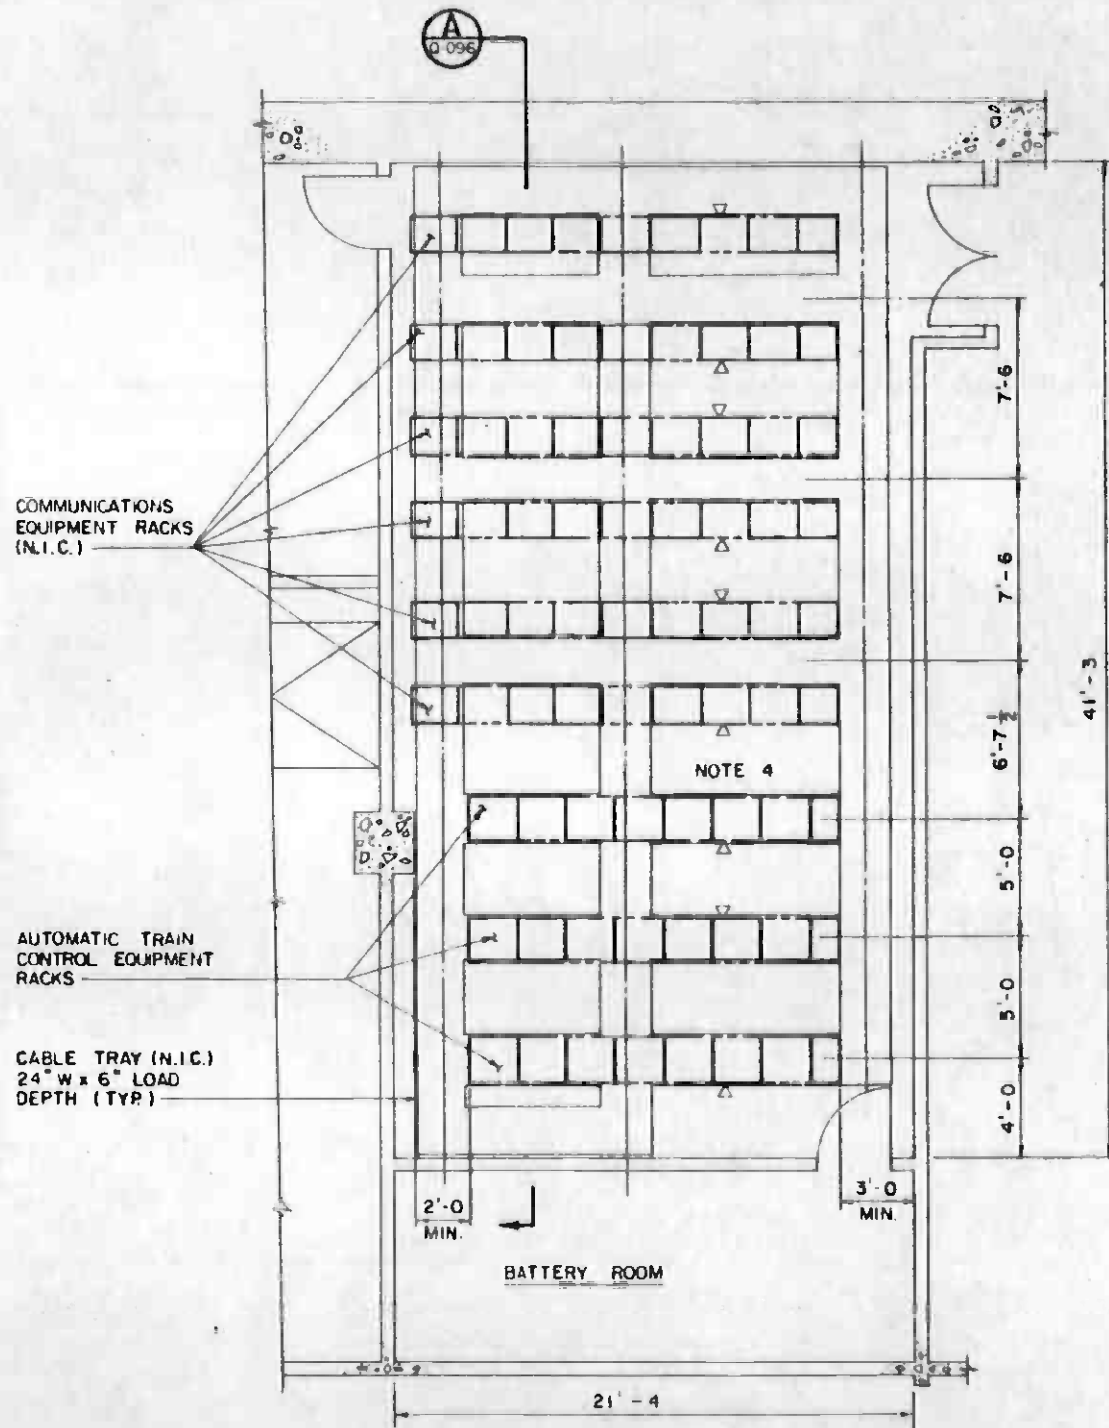 A
Q-096
7'-6
COMMUNICATIONS
EQUIPMENT RACKS
(N.I.C.)
7'-6
41'-3
6'-7 1/2
NOTE 4
5'-0
AUTOMATIC TRAIN
CONTROL EQUIPMENT
RACKS
5'-0
CABLE TRAY (N.I.C.)
24" W x 6" LOAD
DEPTH (TYP.)
4'-0
2'-0
MIN.
3'-0
MIN.
BATTERY ROOM
21'-4